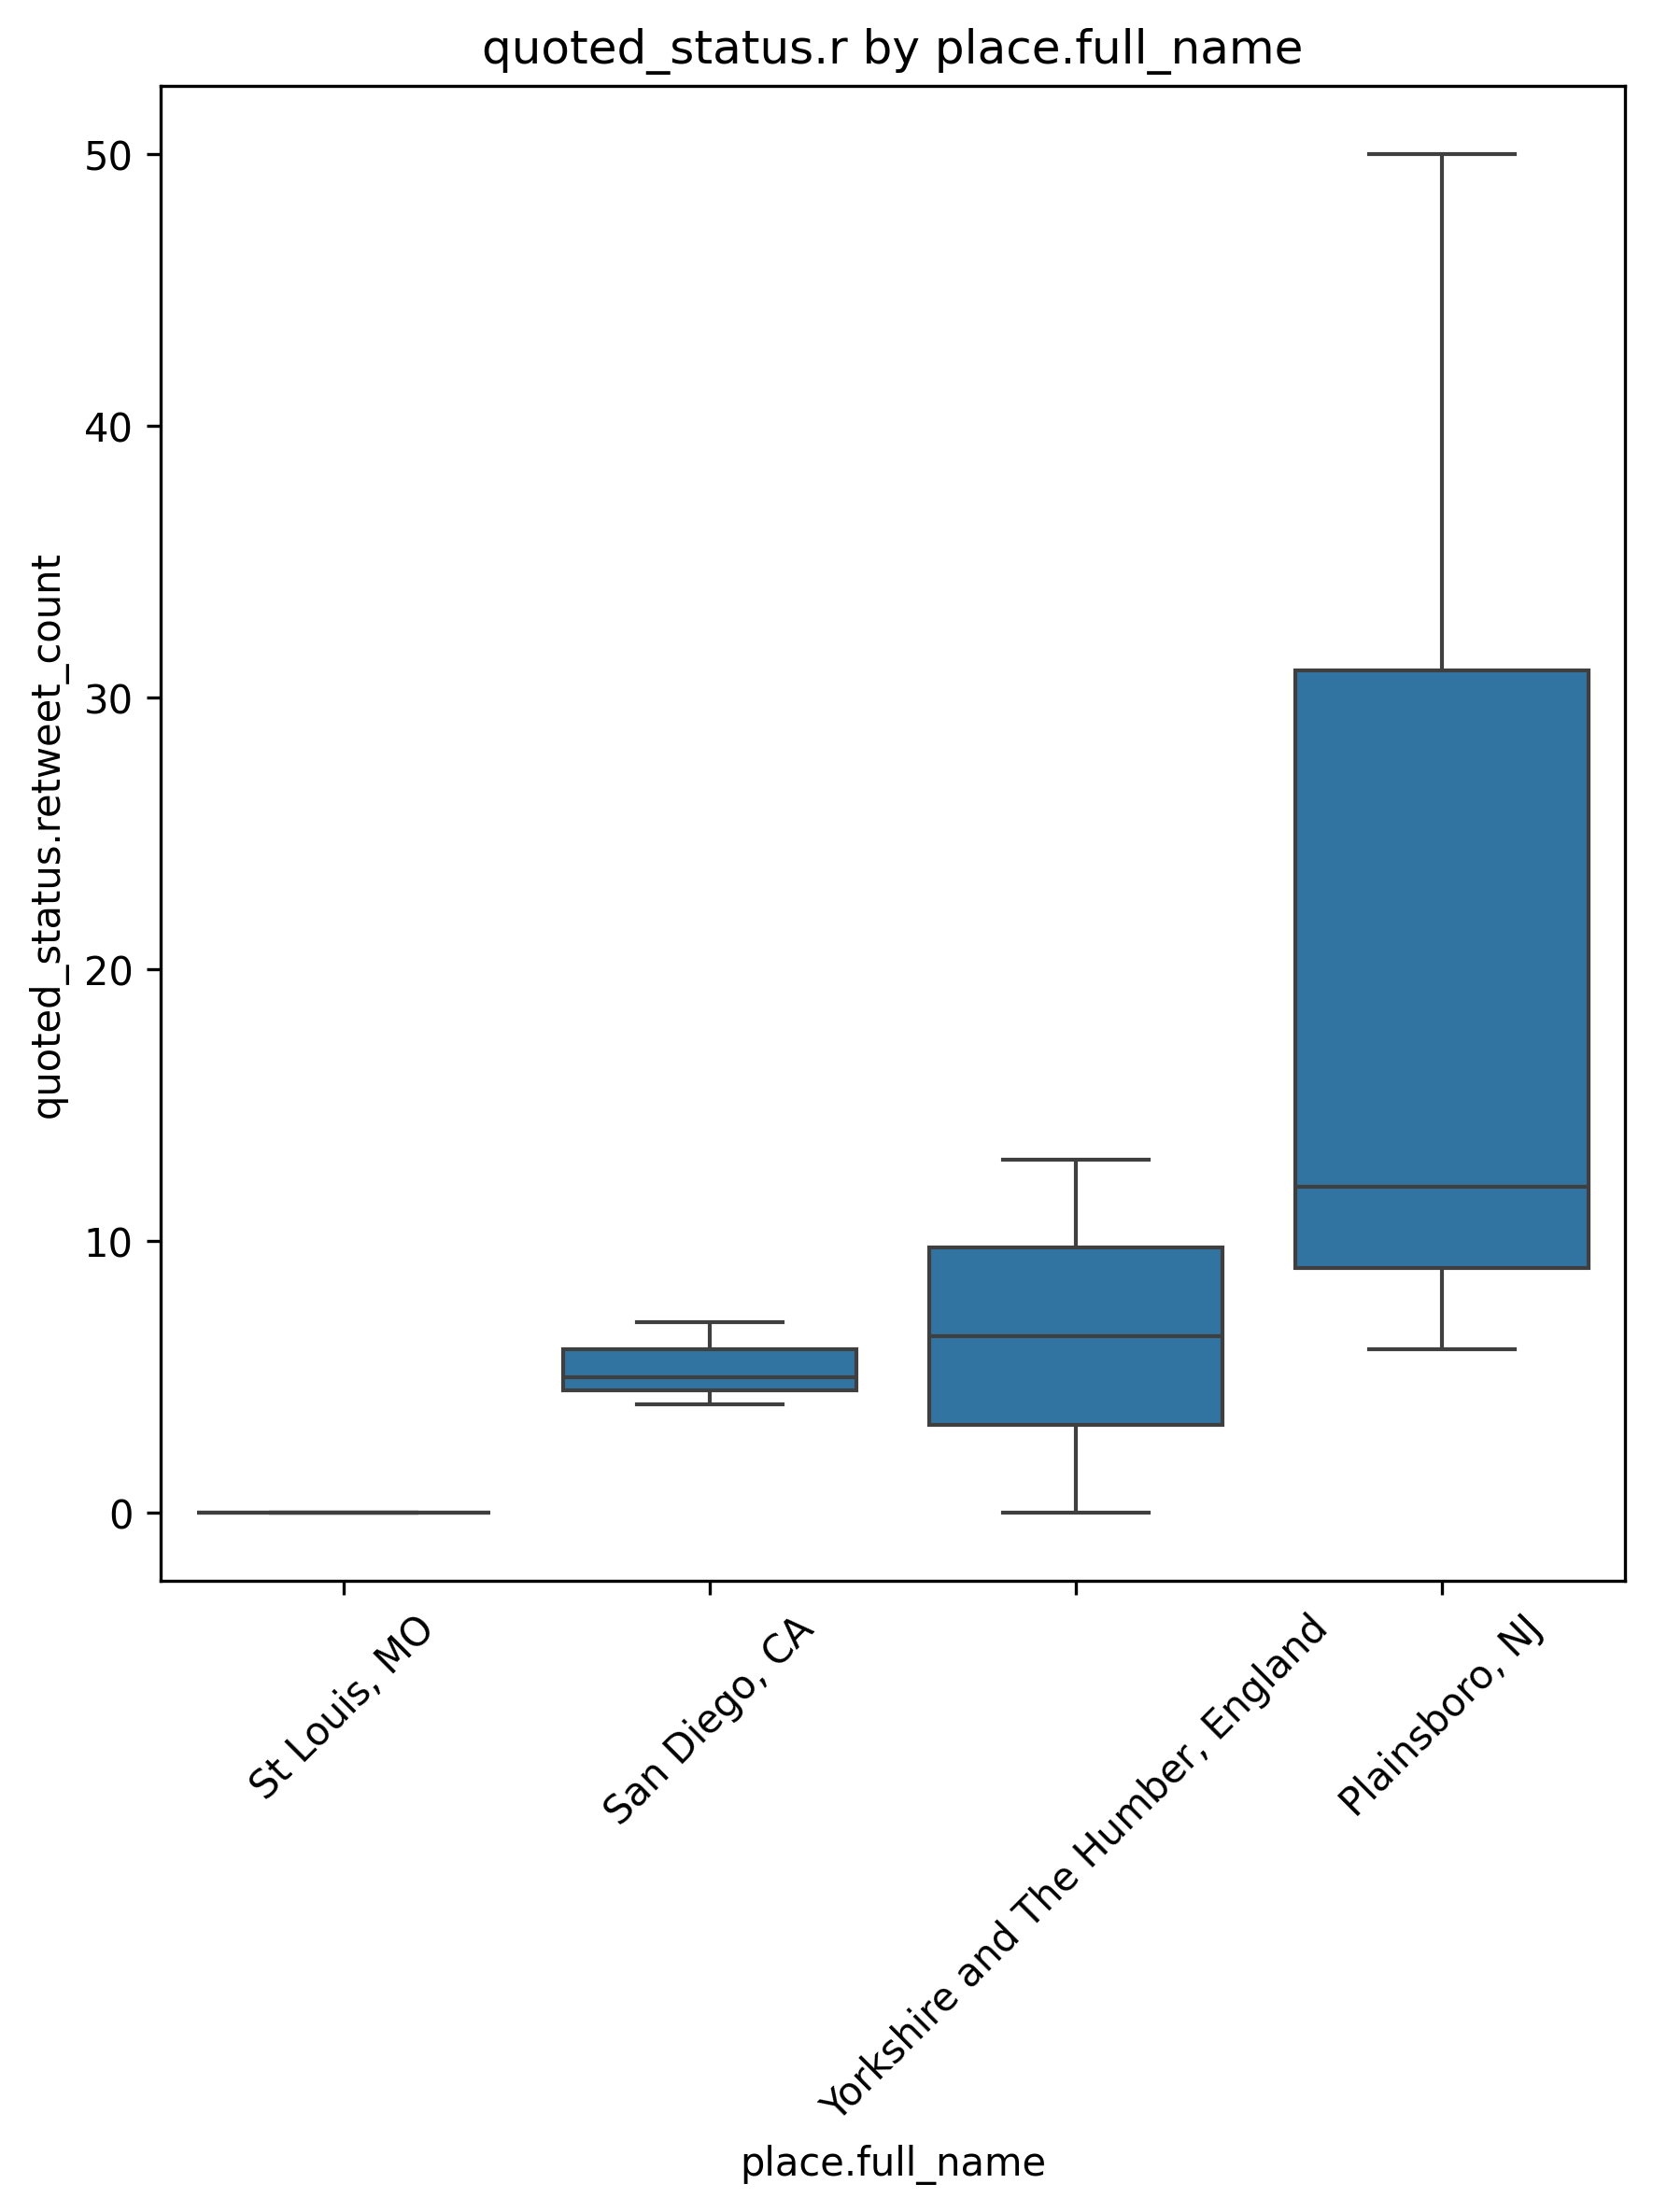 quoted_status.r by place.full_name
quoted_status.retweet_count
50
40
30
20
10
0
St Louis, MO
San Diego, CA
Yorkshire and The Humber, England
Plainsboro, NJ
place.full_name